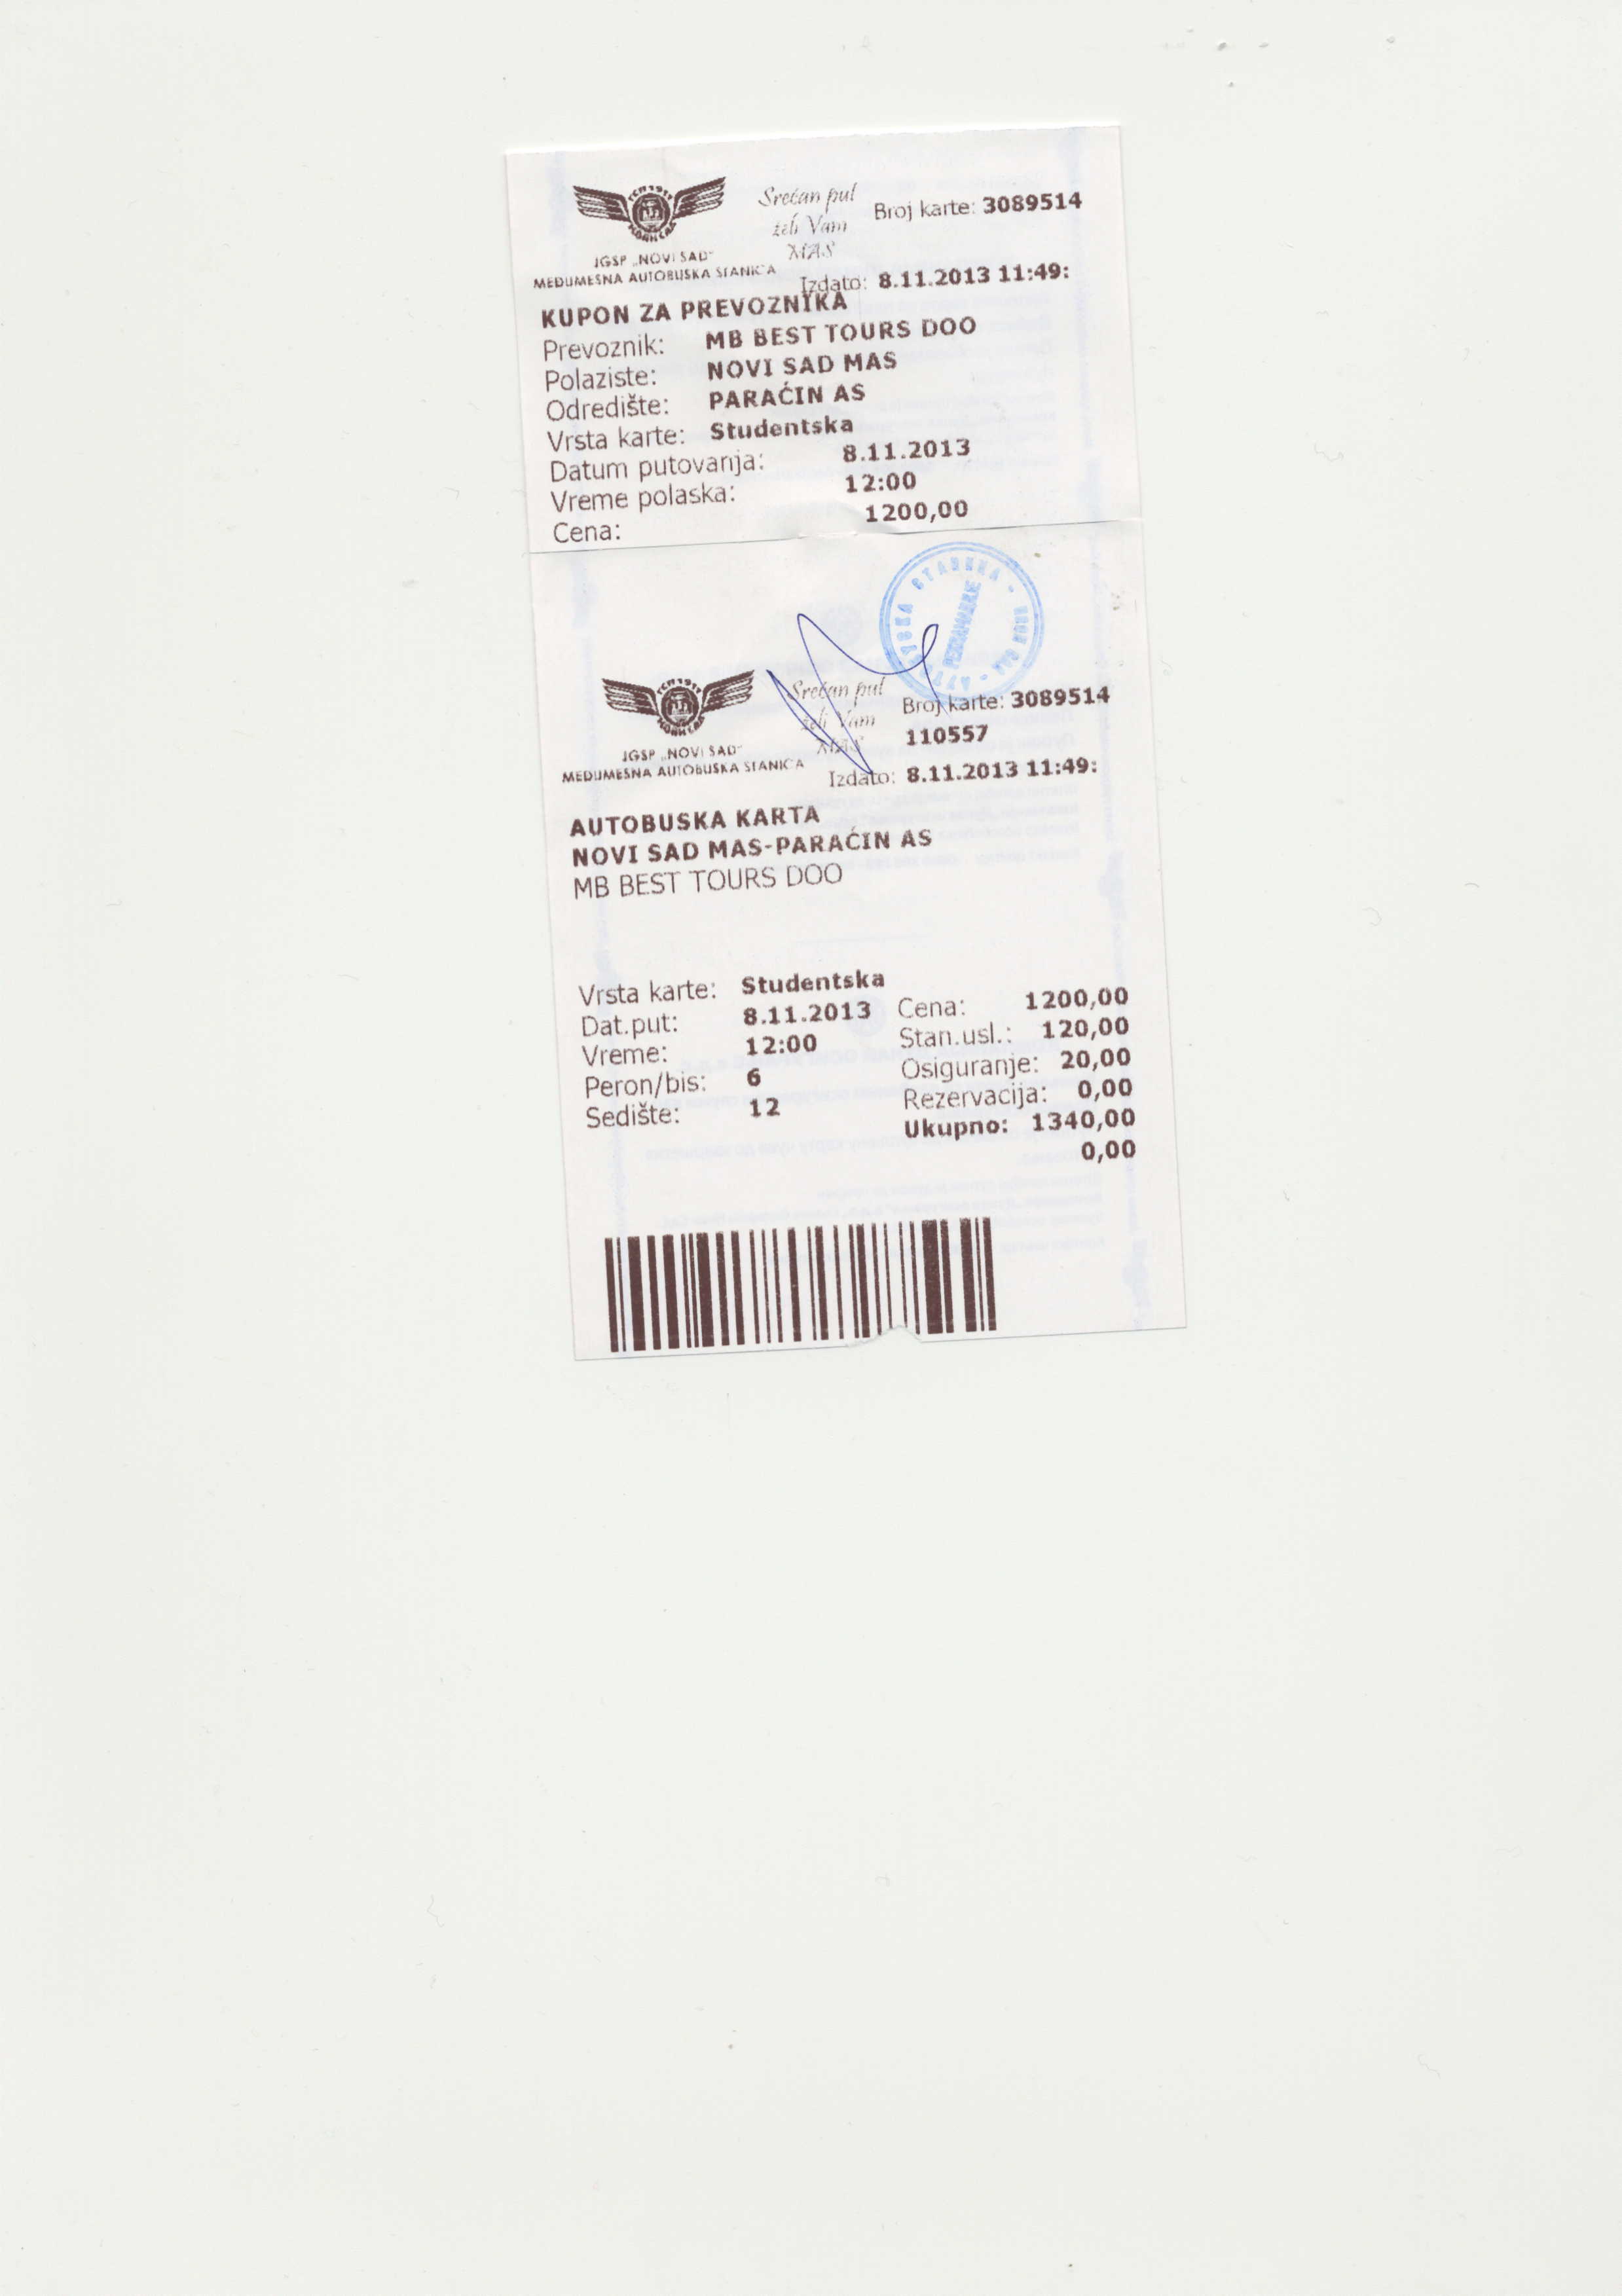 Srećan put
želi Vam
MAS
Broj karte: 3089514
JGSP „NOVI SAD“
MEĐUMESNA AUTOBUSKA STANICA
Izdato: 8.11.2013 11:49:
KUPON ZA PREVOZNIKA
Prevoznik: MB BEST TOURS DOO
Polaziste: NOVI SAD MAS
Odredište: PARAĆIN AS
Vrsta karte: Studentska
Datum putovanja: 8.11.2013
Vreme polaska: 12:00
Cena: 1200,00
Srećan put
želi Vam
MAS
Broj karte: 3089514
110557
JGSP „NOVI SAD“
MEĐUMESNA AUTOBUSKA STANICA
Izdato: 8.11.2013 11:49:
AUTOBUSKA KARTA
NOVI SAD MAS-PARAĆIN AS
MB BEST TOURS DOO
Vrsta karte: Studentska
Dat.put: 8.11.2013 Cena: 1200,00
Vreme: 12:00 Stan.usl.: 120,00
Peron/bis: 6 Osiguranje: 20,00
Sedište: 12 Rezervacija: 0,00
Ukupno: 1340,00
0,00